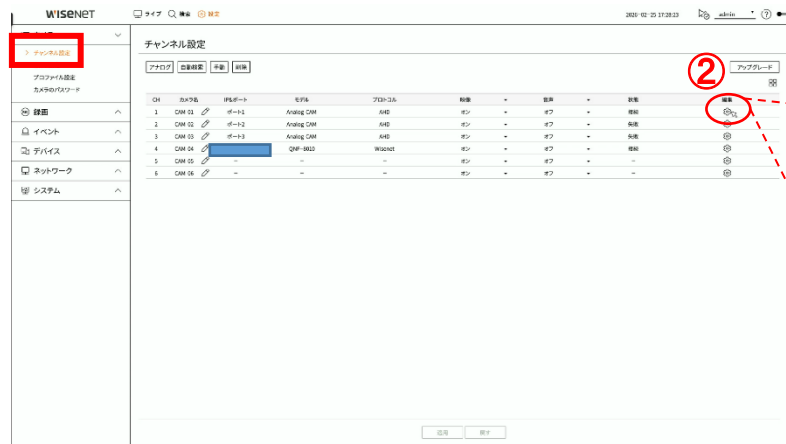 WISENET ライブ 検索 設定 2026-02-25 17:28:23 admin ?
チャンネル設定
チャンネル設定
アナログ 自動検索 手動 削除 ② アップグレード
プロファイル設定
カメラのパスワード
CH カメラ名 IP&ポート モデル プロトコル 映像 音声 状態 編集
録画 1 CAM 01 ポート1 Analog CAM AHD オン オフ 接続
2 CAM 02 ポート2 Analog CAM AHD オン オフ 失敗
イベント
3 CAM 03 ポート3 Analog CAM AHD オン オフ 失敗
デバイス 4 CAM 04 QNF-8010 Wisenet オン オフ 接続
5 CAM 05 - - - オン オフ -
ネットワーク 6 CAM 06 - - - オン オフ -
システム
適用 戻す